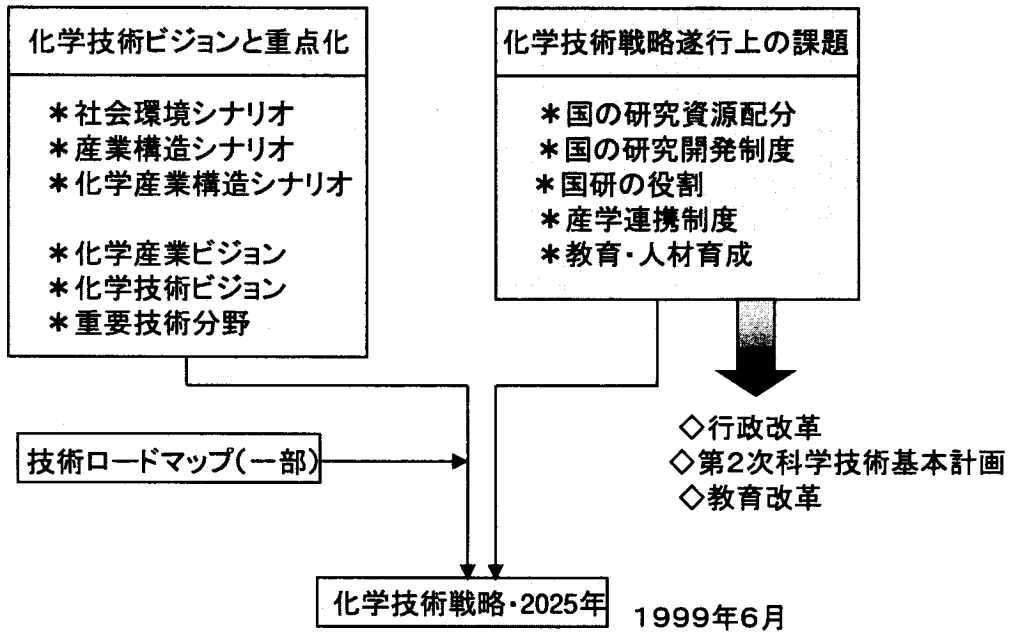 化学技術ビジョンと重点化
＊社会環境シナリオ
＊産業構造シナリオ
＊化学産業構造シナリオ
＊化学産業ビジョン
＊化学技術ビジョン
＊重要技術分野
化学技術戦略遂行上の課題
＊国の研究資源配分
＊国の研究開発制度
＊国研の役割
＊産学連携制度
＊教育・人材育成
◇行政改革
◇第２次科学技術基本計画
◇教育改革
技術ロードマップ(一部)
化学技術戦略・2025年
１９９９年６月